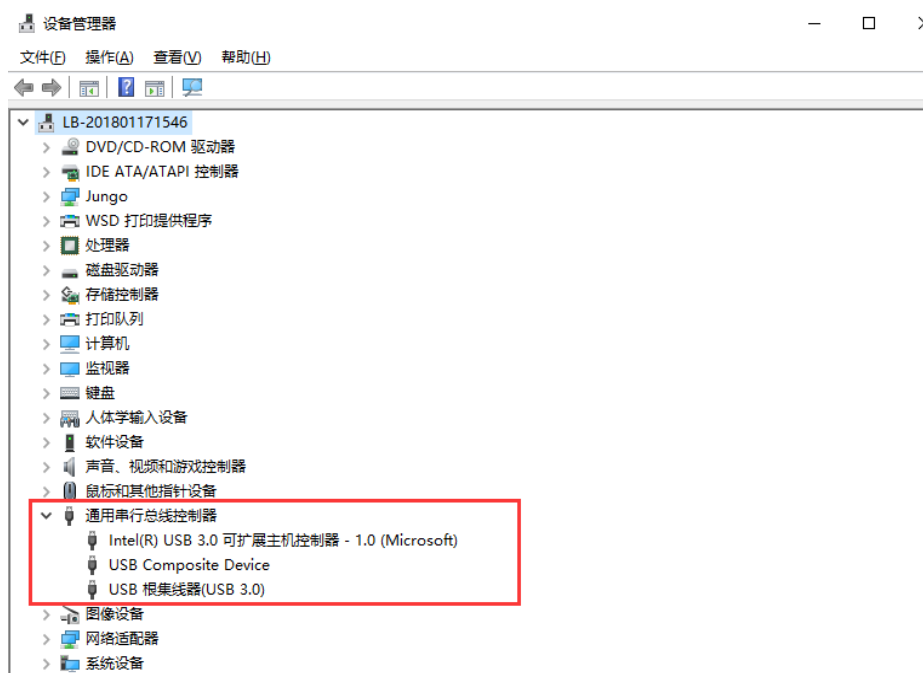 设备管理器
文件(F) 操作(A) 查看(V) 帮助(H)
LB-201801171546
DVD/CD-ROM 驱动器
IDE ATA/ATAPI 控制器
Jungo
WSD 打印提供程序
处理器
磁盘驱动器
存储控制器
打印队列
计算机
监视器
键盘
人体学输入设备
软件设备
声音、视频和游戏控制器
鼠标和其他指针设备
通用串行总线控制器
Intel(R) USB 3.0 可扩展主机控制器 - 1.0 (Microsoft)
USB Composite Device
USB 根集线器(USB 3.0)
图像设备
网络适配器
系统设备